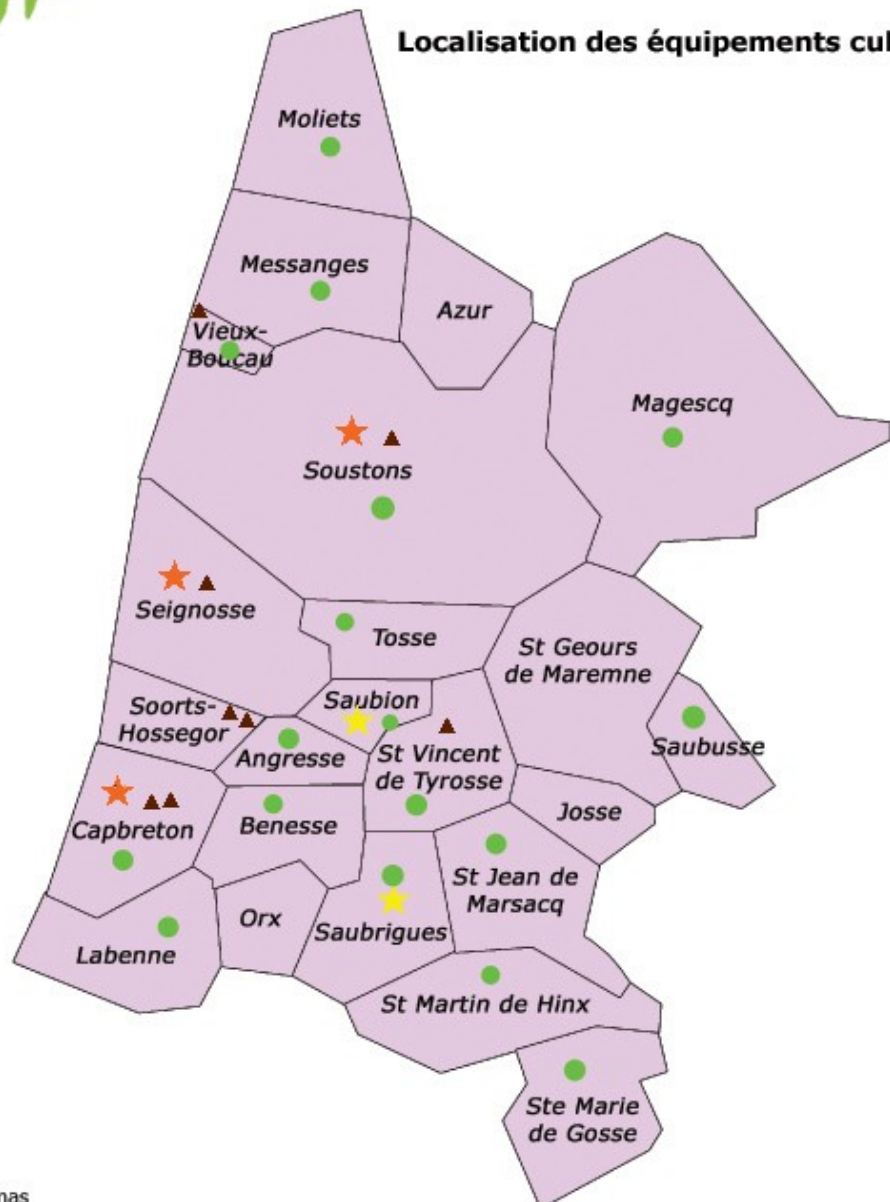 Localisation des équipements cul
Moliets
Messanges
Azur
Vieux-
Boucau
Magescq
Soustons
Seignosse
Tosse
St Geours
de Maremne
Saubion
Soorts-
Hossegor
Saubusse
Angresse
St Vincent
de Tyrosse
Josse
Capbreton
Benesse
St Jean de
Marsacq
Orx
Saubrigues
Labenne
St Martin de Hinx
Ste Marie
de Gosse